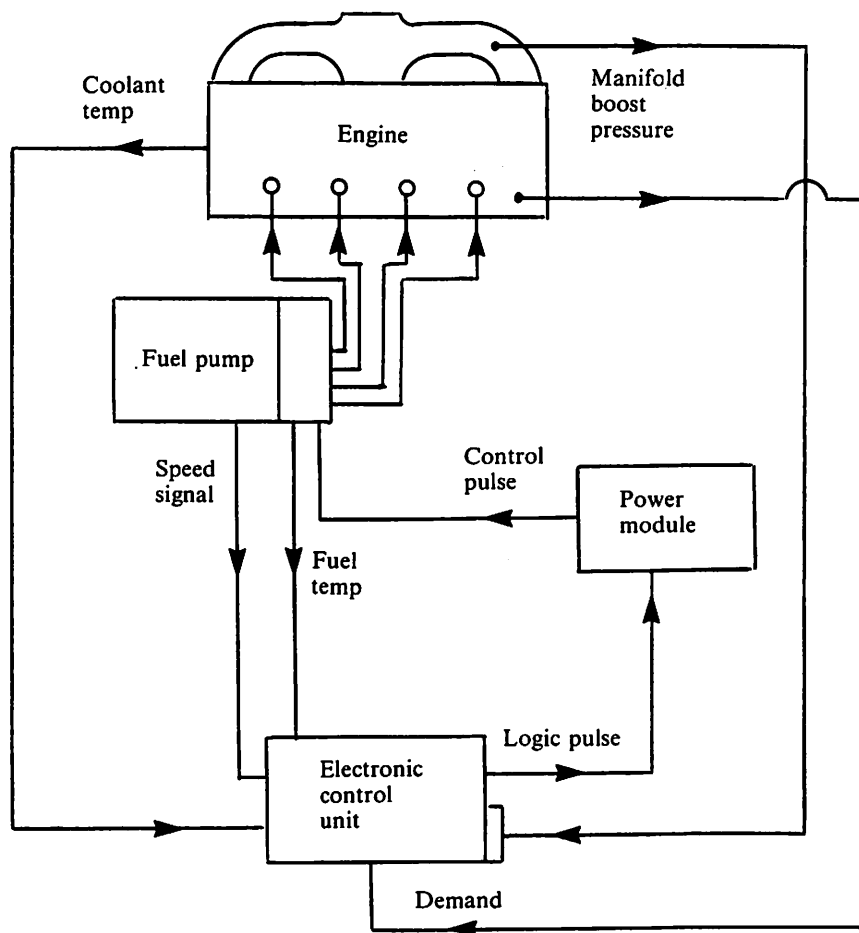 Coolant
temp
Manifold
boost
pressure
Engine
Fuel pump
Speed
signal
Control
pulse
Power
module
Fuel
temp
Logic pulse
Electronic
control
unit
Demand